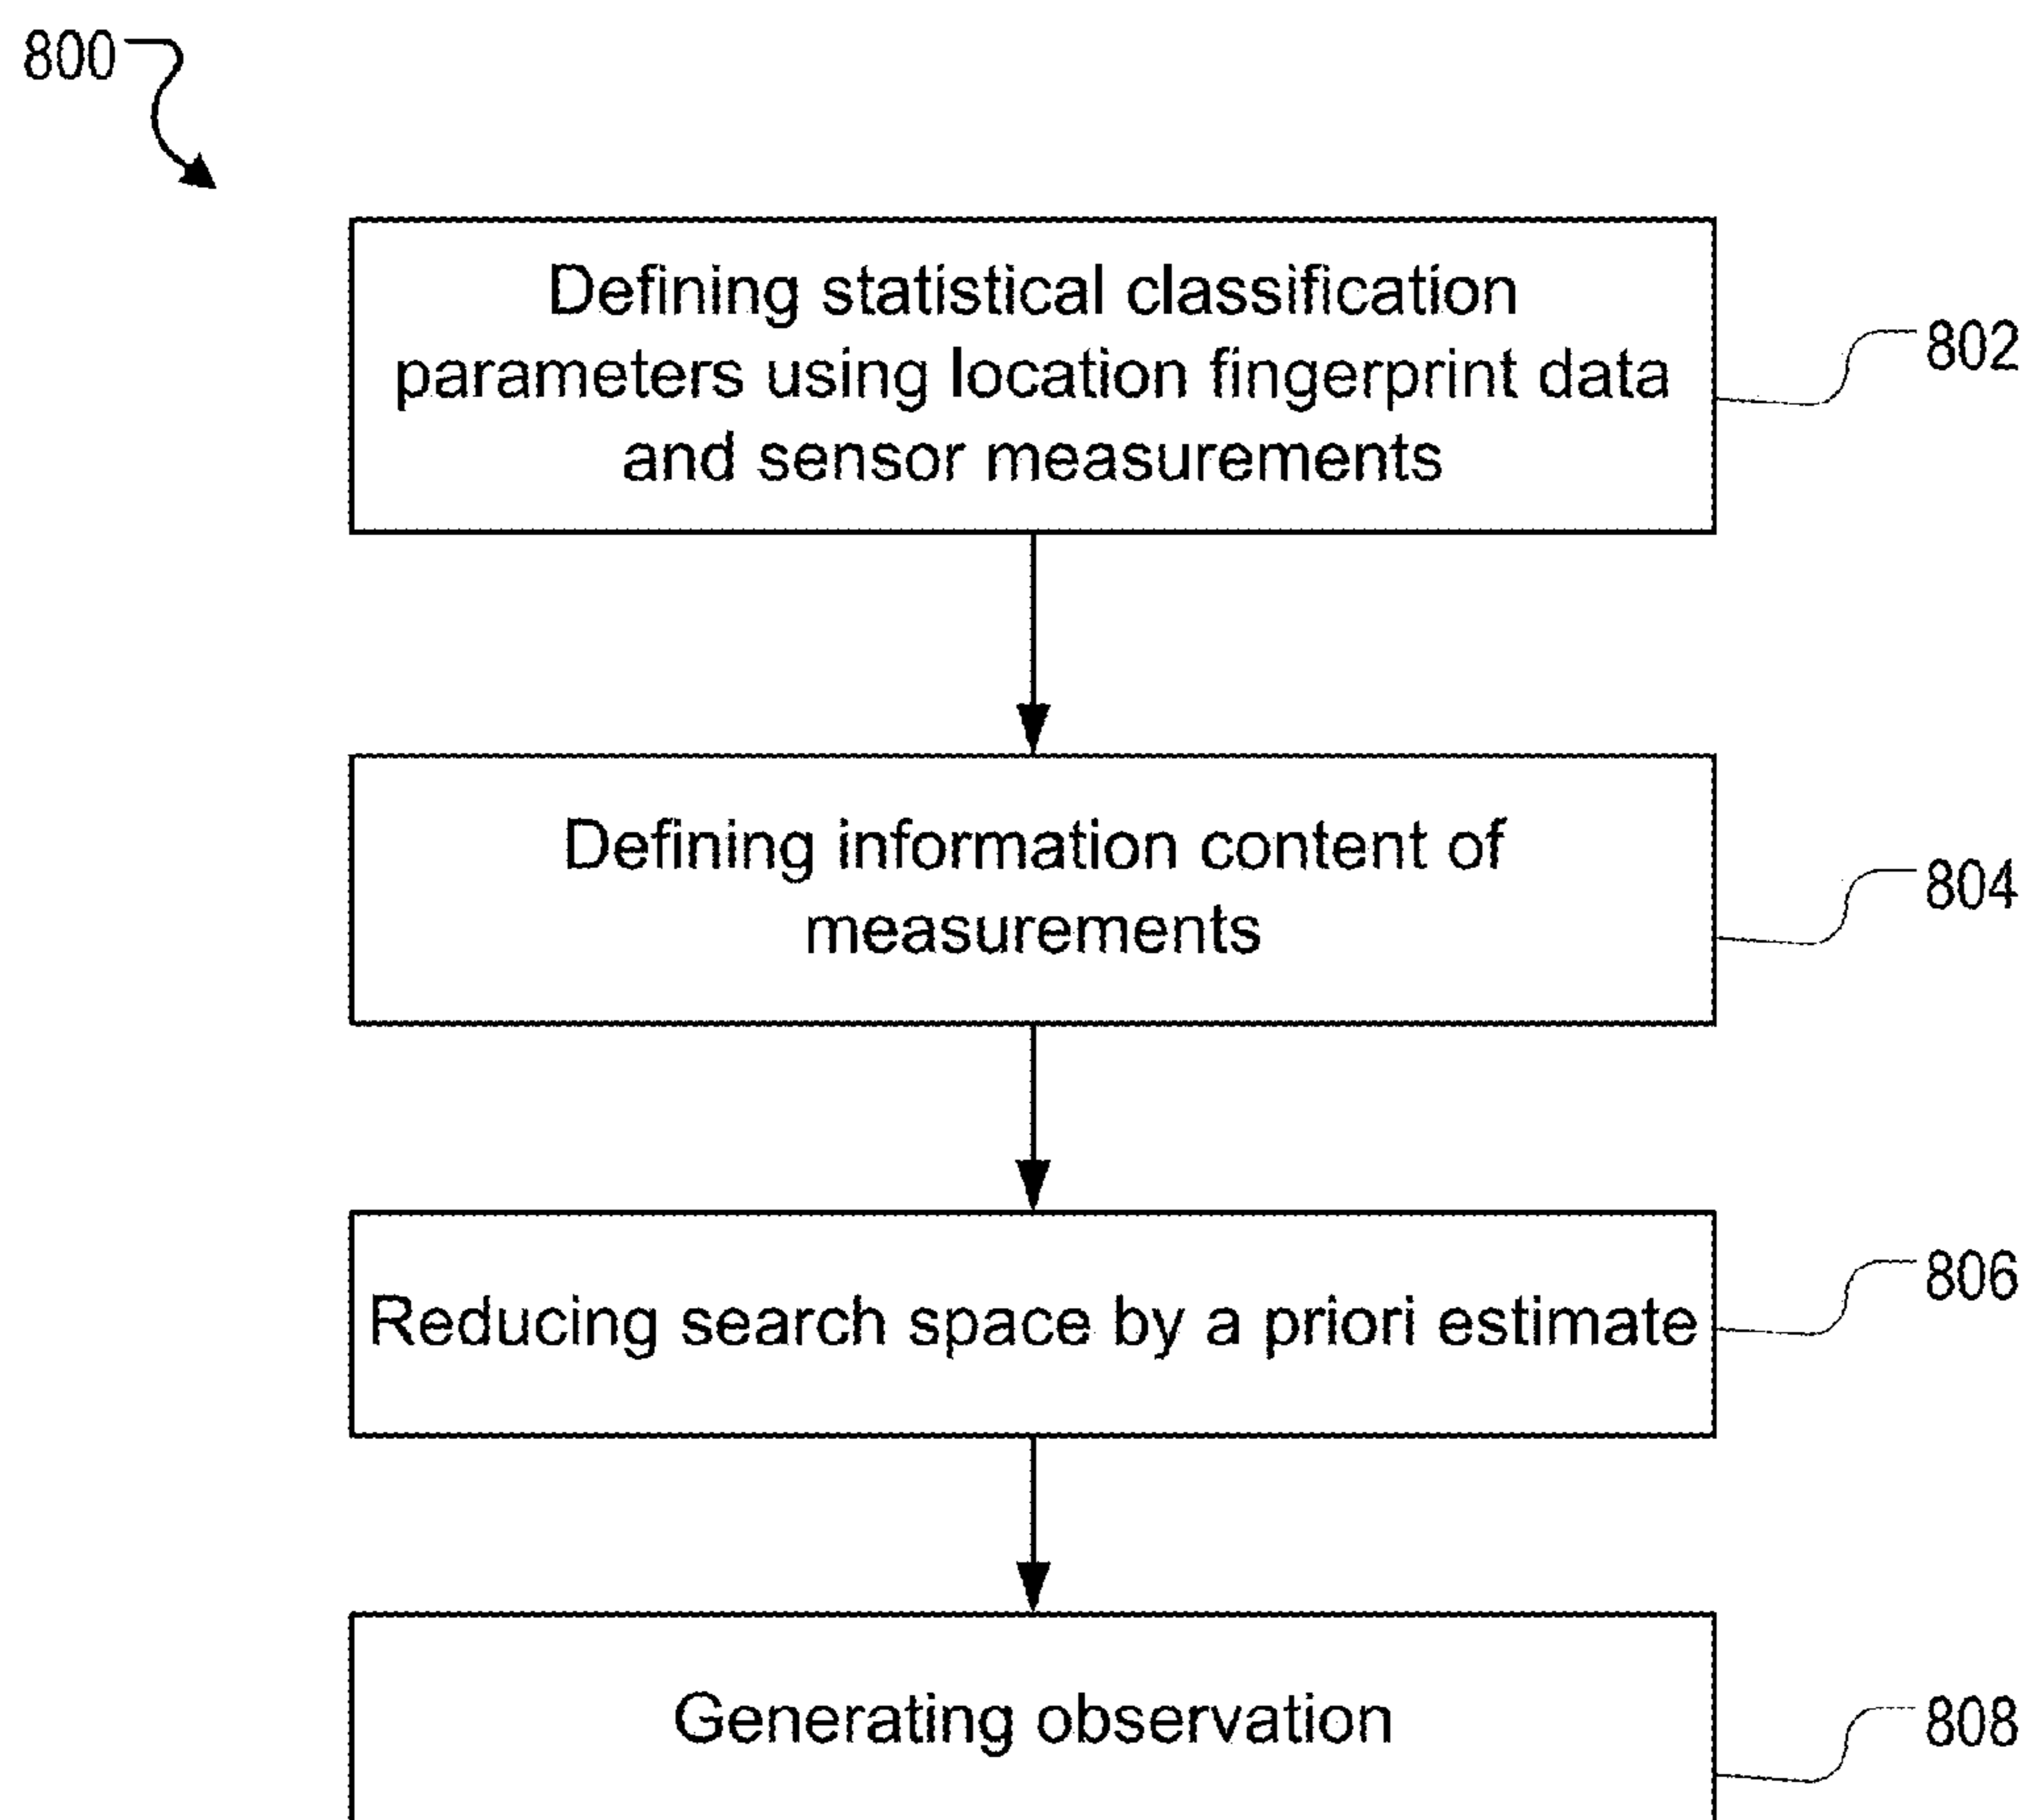 800
Defining statistical classification
parameters using location fingerprint data
and sensor measurements
802
Defining information content of
measurements
804
Reducing search space by a priori estimate
806
Generating observation
808